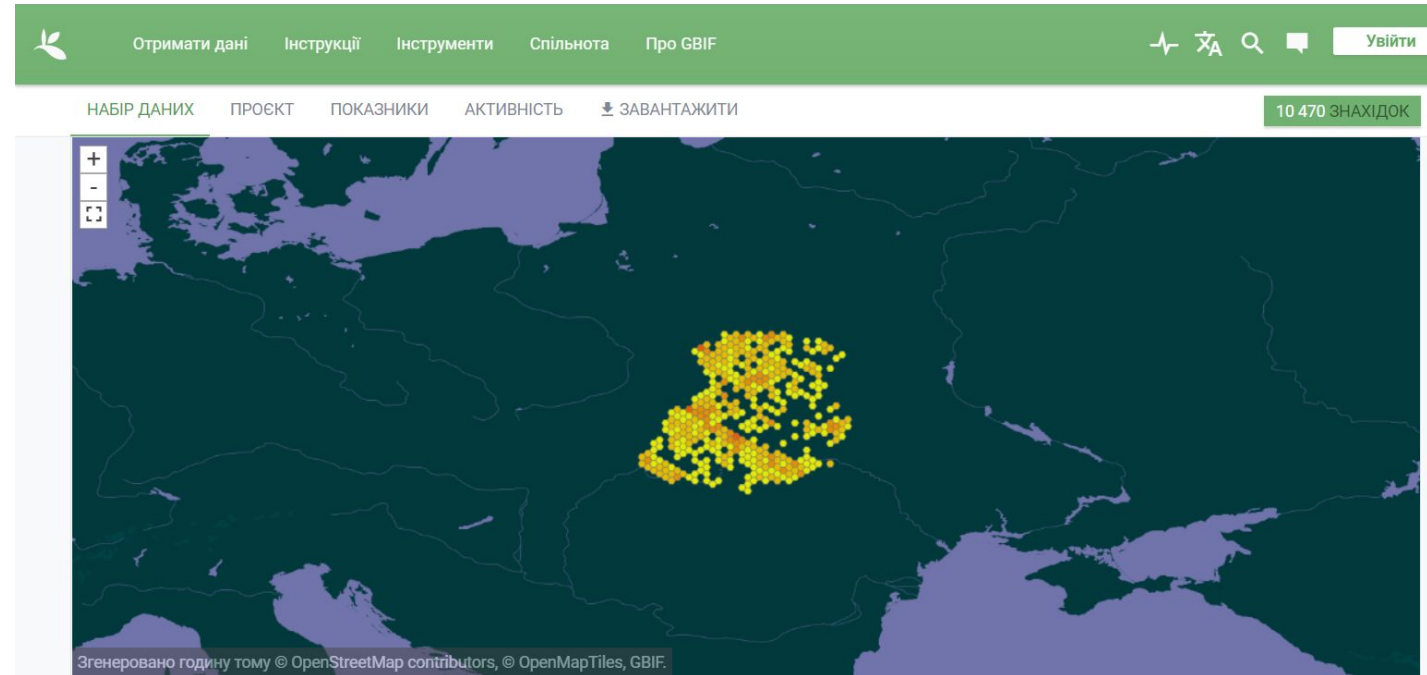 Отримати дані Інструкції Інструменти Спільнота Про GBIF Увійти
НАБІР ДАНИХ ПРОЄКТ ПОКАЗНИКИ АКТИВНІСТЬ ЗАВАНТАЖИТИ 10 470 ЗНАХІДОК
+
-
Згенеровано годину тому © OpenStreetMap contributors, © OpenMapTiles, GBIF.